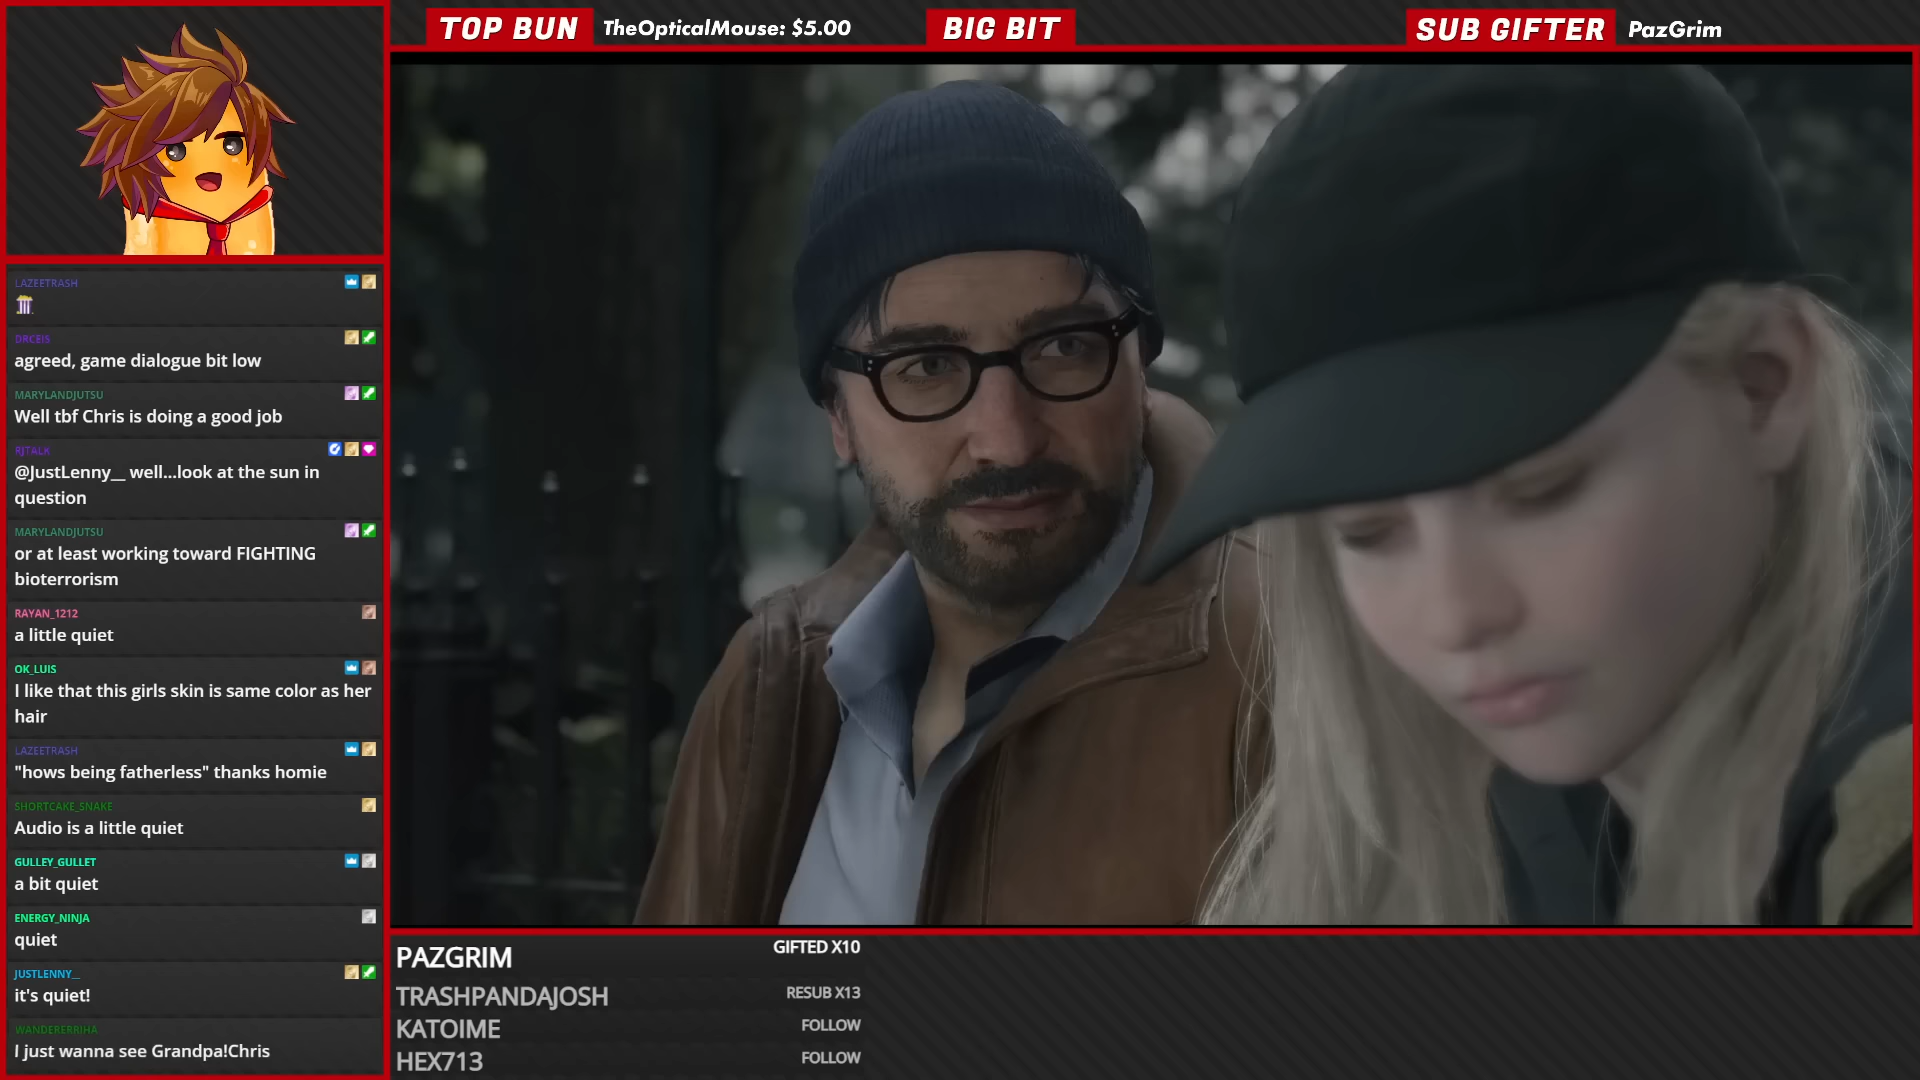 TOP BUN TheOpticalMouse: $5.00 BIG BIT SUB GIFTER PazGrim
LAZEETRASH
DRCEIS
agreed, game dialogue bit low
MARYLANDJUTSU
Well tbf Chris is doing a good job
RJTALK
@JustLenny__ well...look at the sun in
question
MARYLANDJUTSU
or at least working toward FIGHTING
bioterrorism
RAYAN_1212
a little quiet
OK_LUIS
I like that this girls skin is same color as her
hair
LAZEETRASH
"hows being fatherless" thanks homie
SHORTCAKE_SNAKE
Audio is a little quiet
GULLEY_GULLET
a bit quiet
ENERGY_NINJA
quiet
JUSTLENNY__
it's quiet!
WANDERERRIHA
I just wanna see Grandpa!Chris
PAZGRIM GIFTED X10
TRASHPANDAJOSH RESUB X13
KATOIME FOLLOW
HEX713 FOLLOW